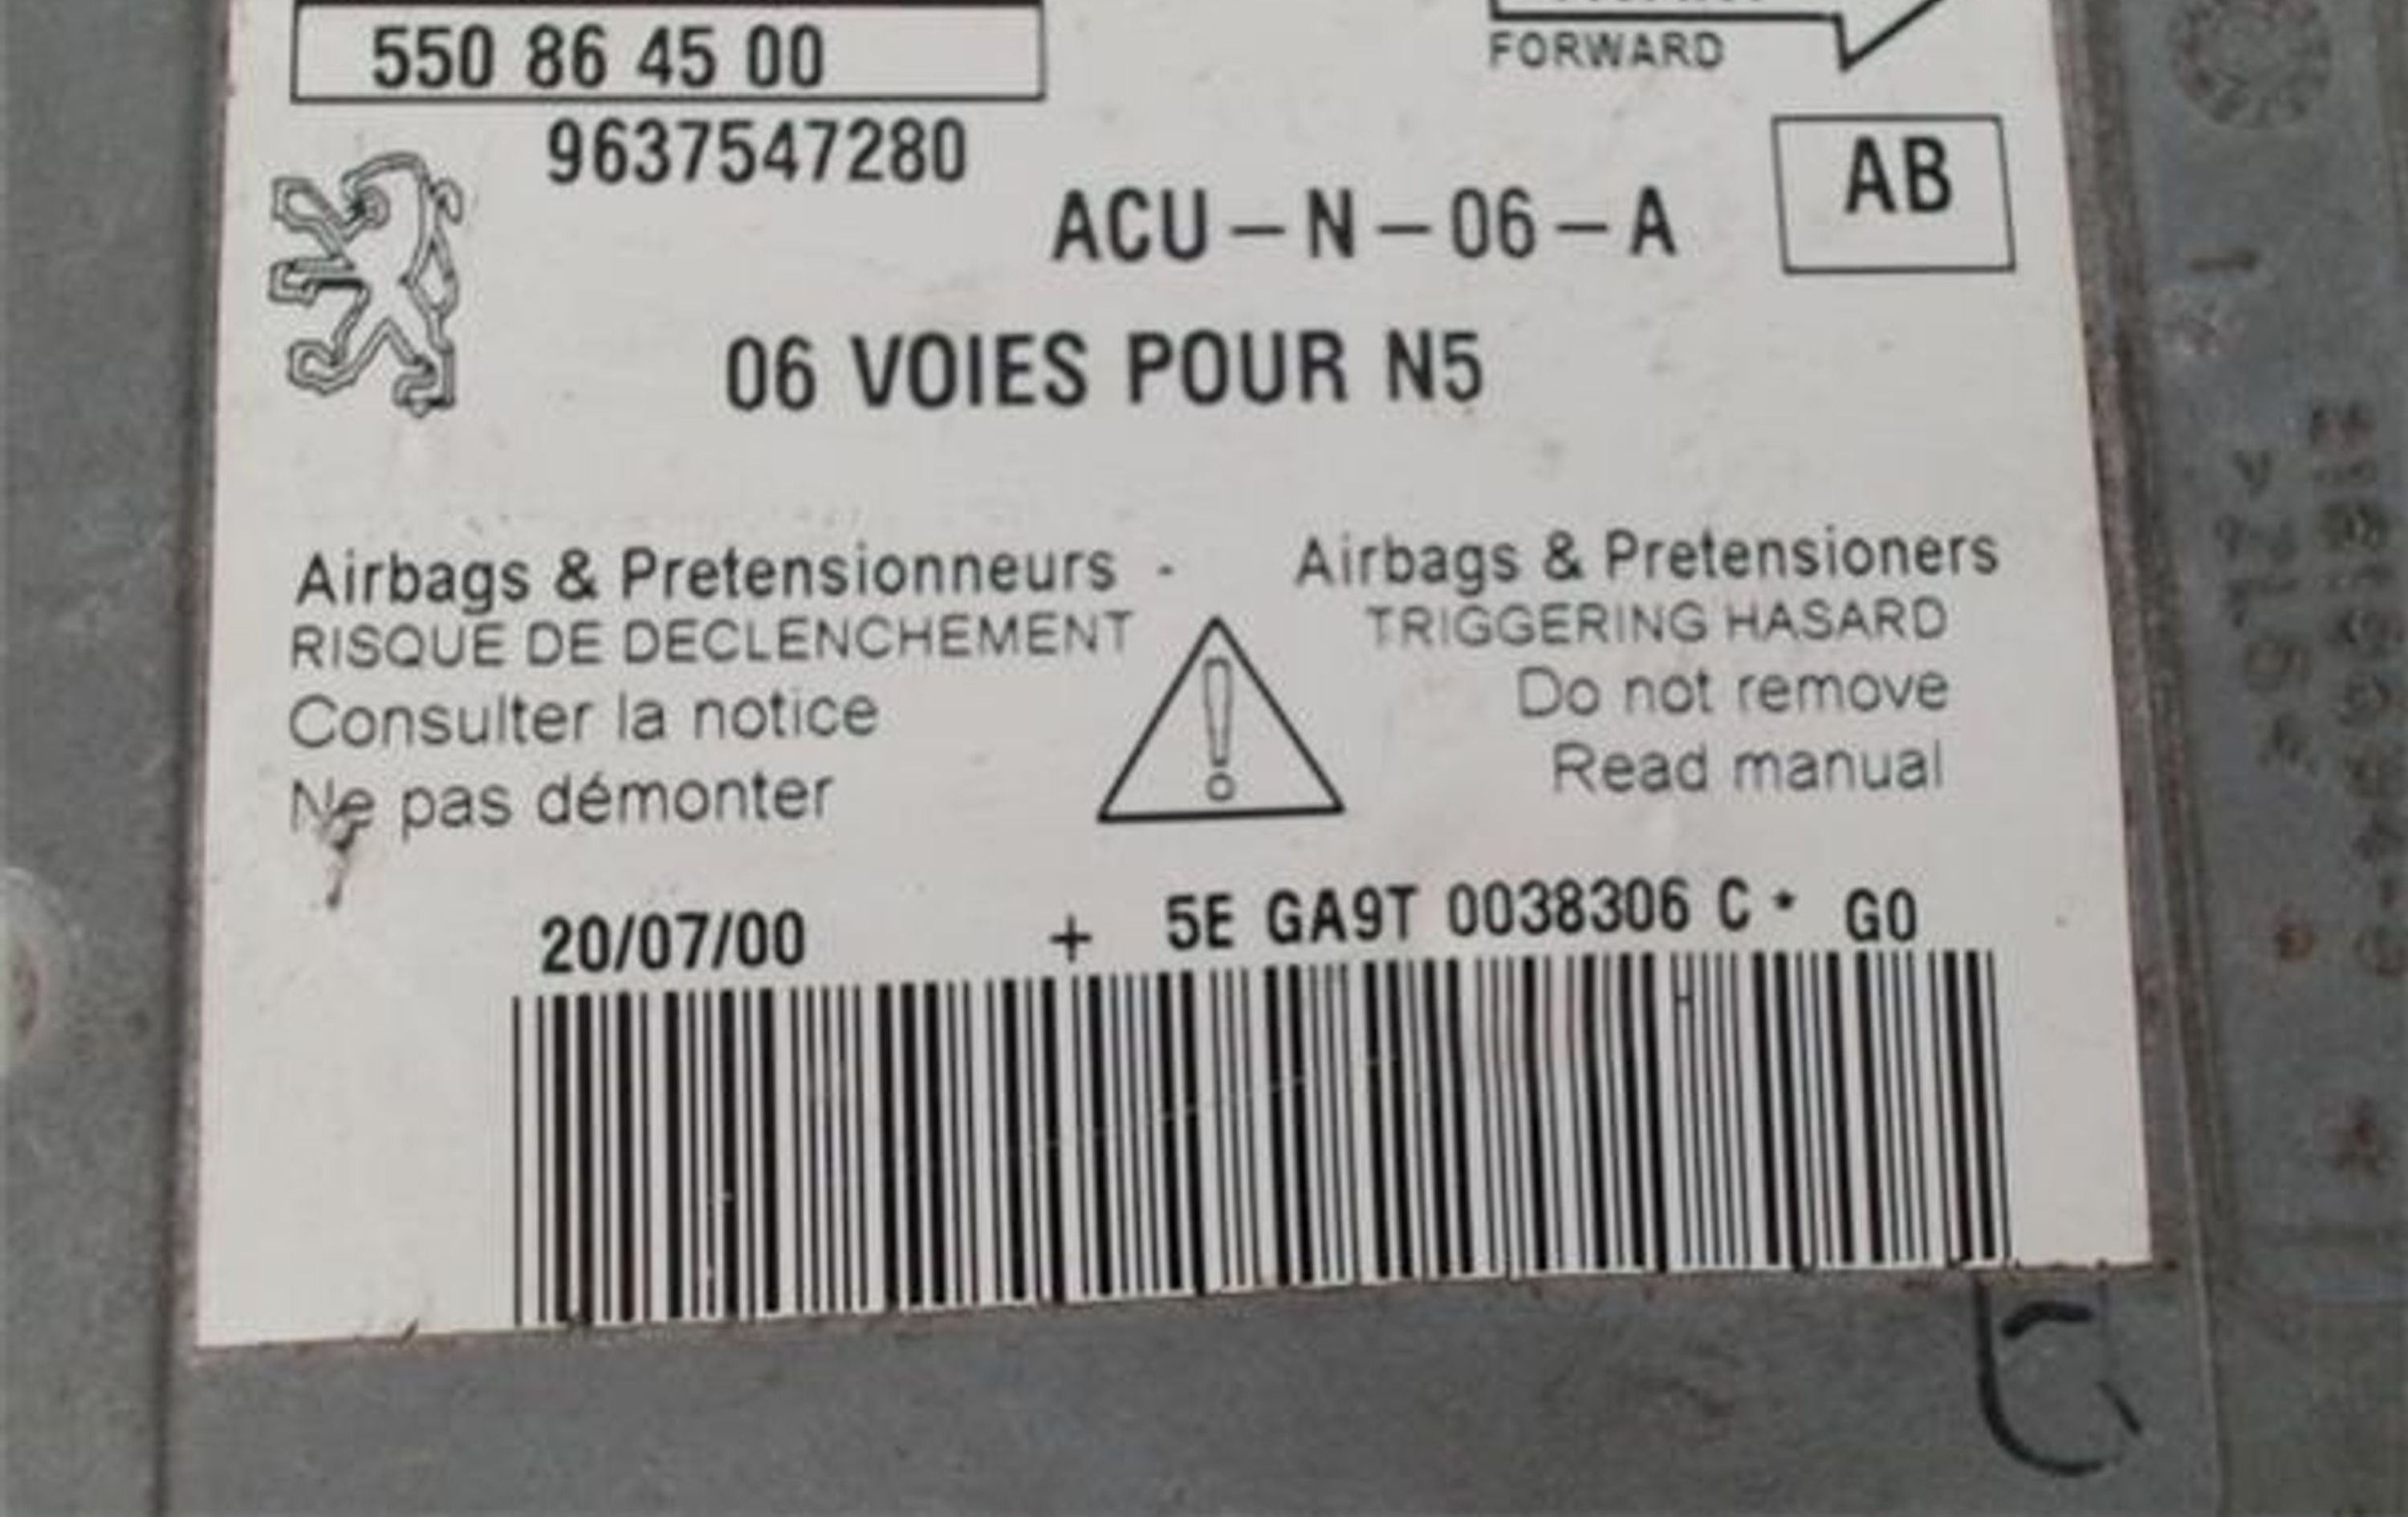 550 86 45 00
FORWARD
9637547280
AB
ACU – N – 06 – A
06 VOIES POUR N5
Airbags & Pretensionneurs - Airbags & Pretensioners
RISQUE DE DECLENCHEMENT
TRIGGERING HASARD
Consulter la notice
Do not remove
Ne pas démonter
Read manual
20/07/00 + 5E GA9T 0038306 C * G0